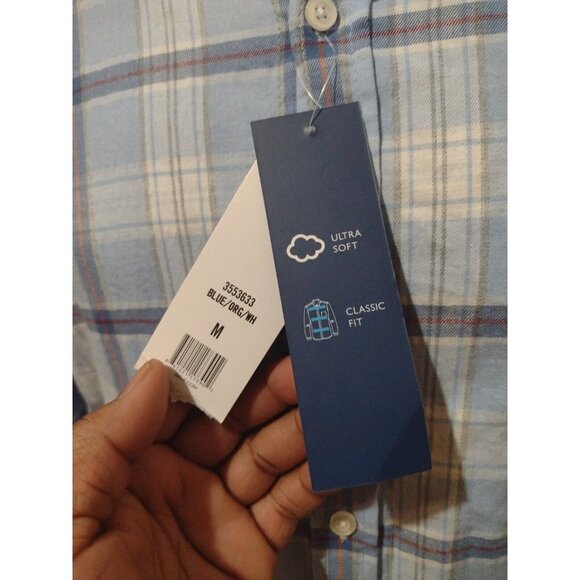 3553633
BLUE/ORG/WH
M
ULTRA
SOFT
CLASSIC
FIT